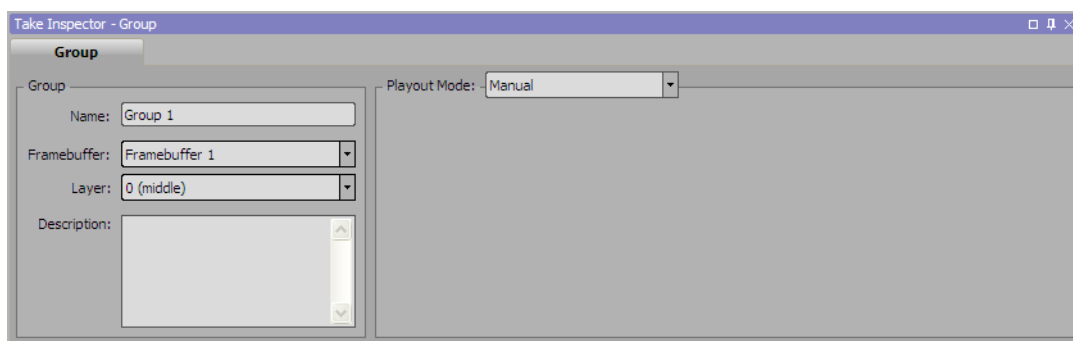 Take Inspector - Group
Group
Group
Name: Group 1
Framebuffer: Framebuffer 1
Layer: 0 (middle)
Description:
Playout Mode: Manual